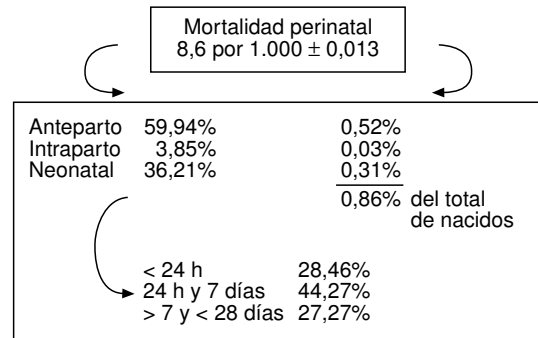 Mortalidad perinatal
8,6 por 1.000 ± 0,013
Anteparto 59,94% 0,52%
Intraparto 3,85% 0,03%
Neonatal 36,21% 0,31%
0,86% del total
de nacidos
< 24 h 28,46%
24 h y 7 días 44,27%
> 7 y < 28 días 27,27%